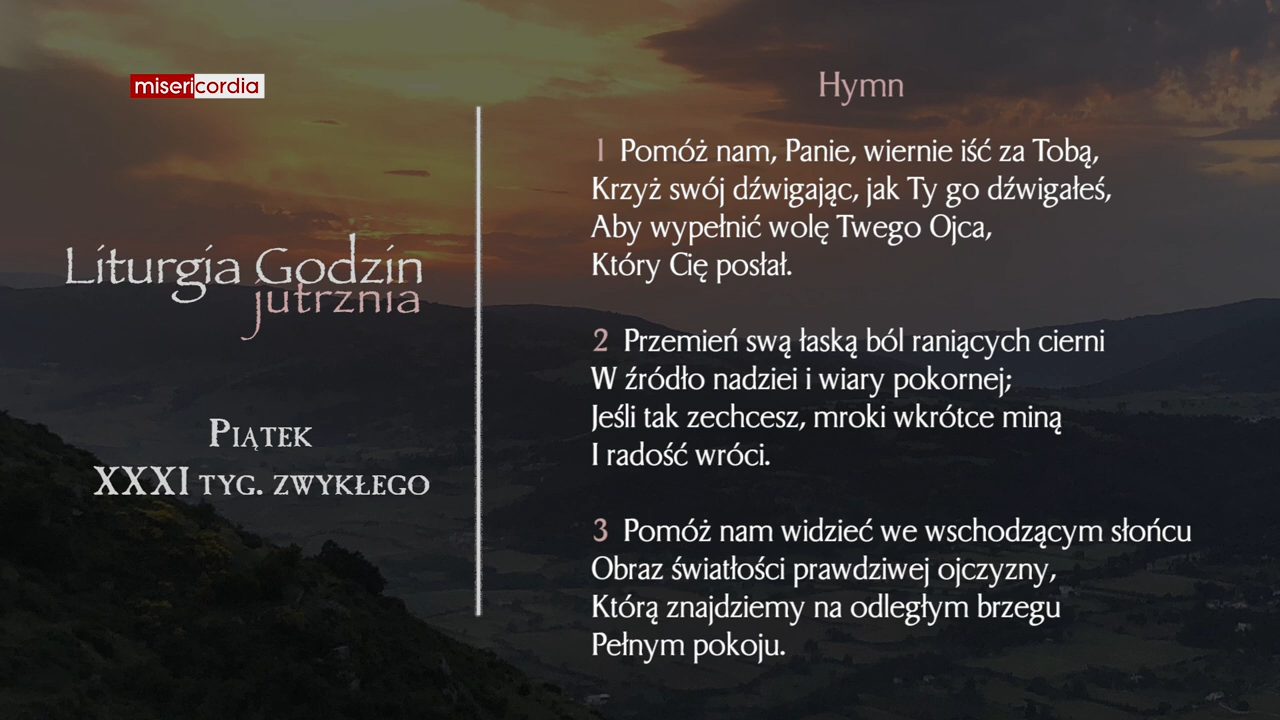 misericordia
Liturgia Godzin
jutrznia
Piątek
XXXI tyg. zwykłego
Hymn
1 Pomóż nam, Panie, wiernie iść za Tobą,
Krzyż swój dźwigając, jak Ty go dźwigałeś,
Aby wypełnić wolę Twego Ojca,
Który Cię posłał.
2 Przemień swą łaską ból raniących cierni
W źródło nadziei i wiary pokornej;
Jeśli tak zechcesz, mroki wkrótce miną
I radość wróci.
3 Pomóż nam widzieć we wschodzącym słońcu
Obraz światłości prawdziwej ojczyzny,
Którą znajdziemy na odległym brzegu
Pełnym pokoju.